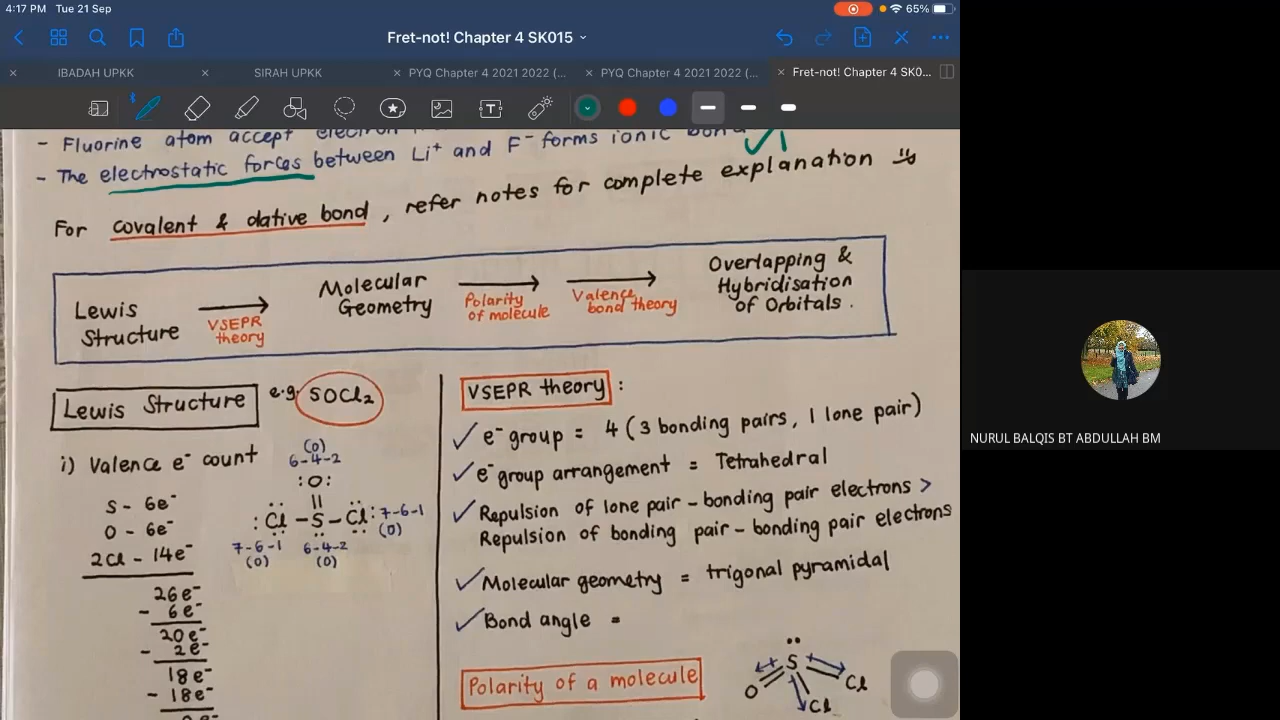 4:17 PM Tue 21 Sep
65%
Fret-not! Chapter 4 SK015
IBADAH UPKK
SIRAH UPKK
PYQ Chapter 4 2021 2022 (...
PYQ Chapter 4 2021 2022 (...
Fret-not! Chapter 4 SK0...
- Fluorine atom accept electron
F⁻ forms ionic bond
- The electrostatic forces between Li⁺ and
For covalent & dative bond, refer notes for complete explanation
Lewis Structure
VSEPR theory
Molecular Geometry
Polarity of molecule
Valence bond theory
Overlapping & Hybridisation of Orbitals.
Lewis Structure e.g. SOCl₂
i) Valence e⁻ count
S - 6e⁻
O - 6e⁻
2Cl - 14e⁻
26e⁻
- 6e⁻
20e⁻
- 2e⁻
18e⁻
- 18e⁻
(0)
6-4-2
:O:
:Cl - S - Cl: 7-6-1
(0)
7-6-1 6-4-2
(0) (0)
VSEPR theory :
✓ e⁻ group = 4 (3 bonding pairs, 1 lone pair)
✓ e⁻ group arrangement = Tetrahedral
✓ Repulsion of lone pair - bonding pair electrons >
Repulsion of bonding pair - bonding pair electrons
✓ Molecular geometry = trigonal pyramidal
✓ Bond angle =
Polarity of a molecule
S
O
Cl
Cl
NURUL BALQIS BT ABDULLAH BM